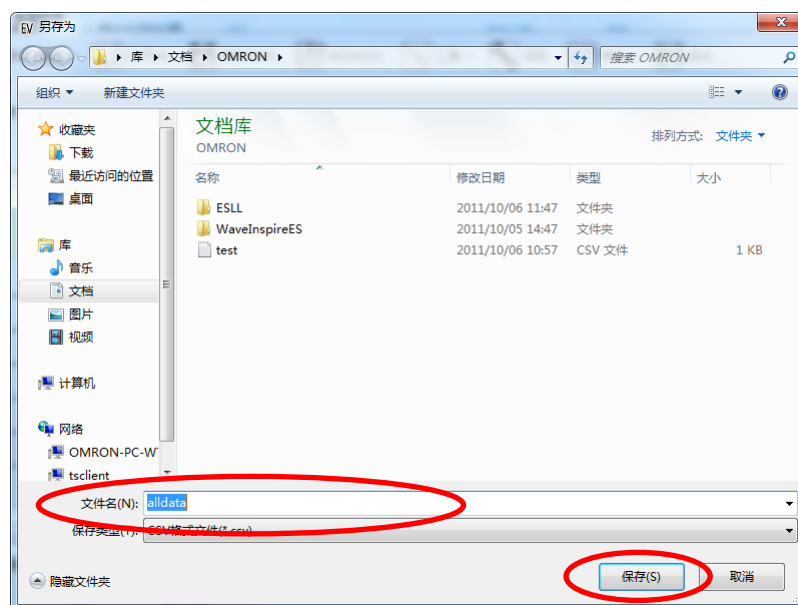 EV 另存为
库 文档 OMRON
搜索 OMRON
组织 新建文件夹
收藏夹
下载
最近访问的位置
桌面
库
音乐
文档
图片
视频
计算机
网络
OMRON-PC-W
tsclient
文档库
OMRON
排列方式: 文件夹
名称 修改日期 类型 大小
ESLL 2011/10/06 11:47 文件夹
WaveInspireES 2011/10/05 14:47 文件夹
test 2011/10/06 10:57 CSV 文件 1 KB
文件名(N): alldata
保存类型(T): CSV格式文件(*.csv)
隐藏文件夹
保存(S) 取消